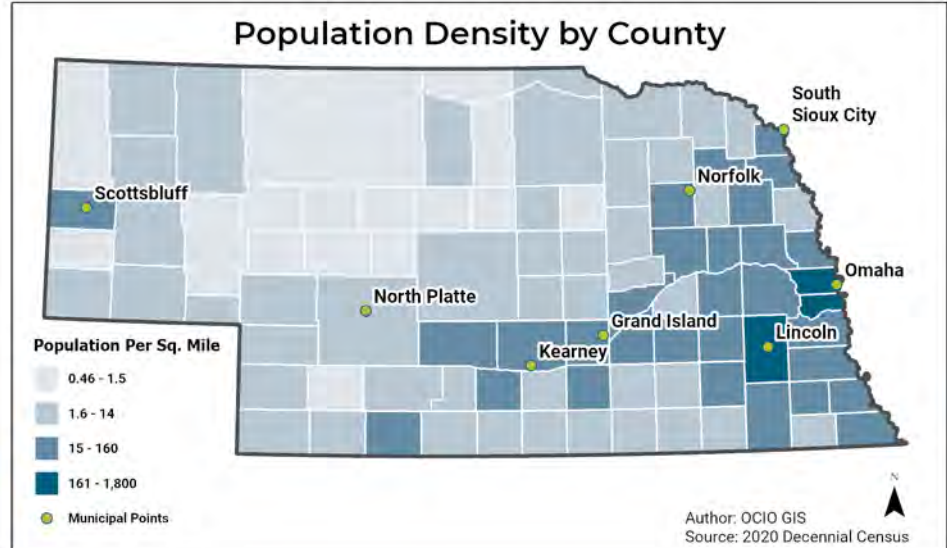 Population Density by County
South
Sioux City
Norfolk
Scottsbluff
Omaha
North Platte
Grand Island
Lincoln
Kearney
Population Per Sq. Mile
0.46 - 1.5
1.6 - 14
15 - 160
161 - 1,800
Municipal Points
N
Author: OCIO GIS
Source: 2020 Decennial Census